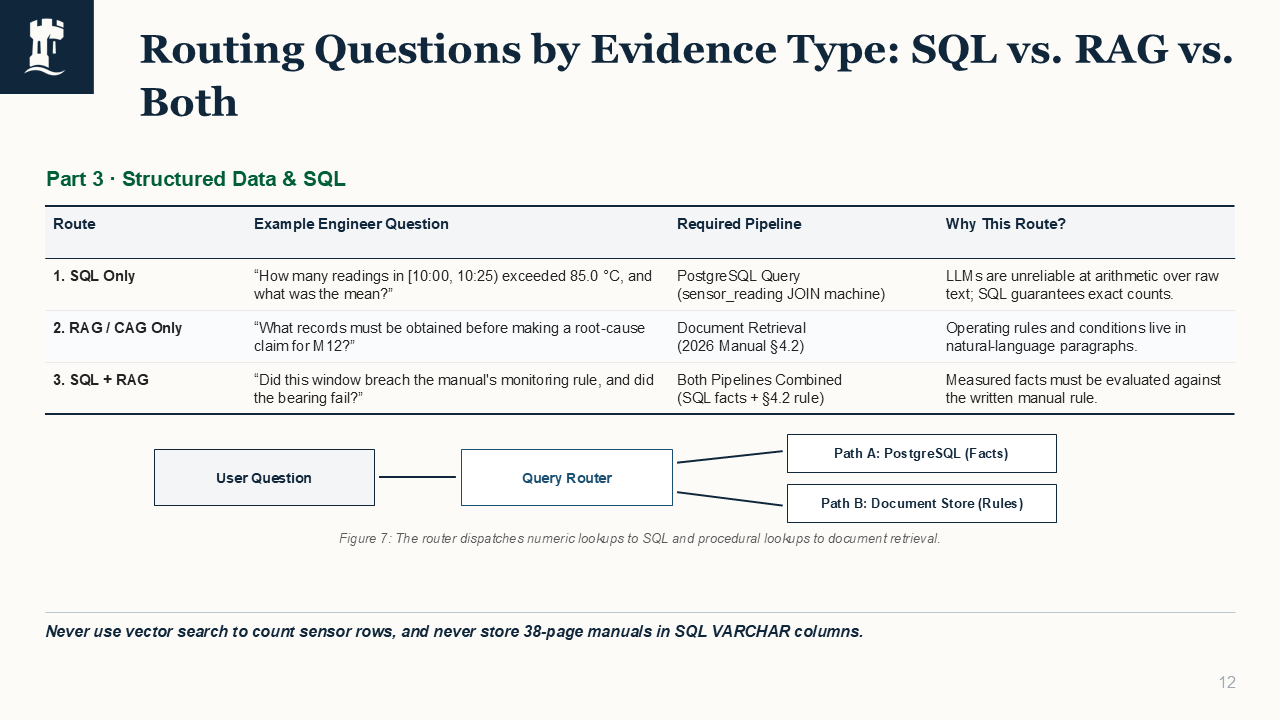 Routing Questions by Evidence Type: SQL vs. RAG vs.
Both
Part 3 · Structured Data & SQL
Route
Example Engineer Question
Required Pipeline
Why This Route?
1. SQL Only
“How many readings in [10:00, 10:25) exceeded 85.0 °C, and
what was the mean?”
PostgreSQL Query
(sensor_reading JOIN machine)
LLMs are unreliable at arithmetic over raw
text; SQL guarantees exact counts.
2. RAG / CAG Only
“What records must be obtained before making a root-cause
claim for M12?”
Document Retrieval
(2026 Manual §4.2)
Operating rules and conditions live in
natural-language paragraphs.
3. SQL + RAG
“Did this window breach the manual's monitoring rule, and did
the bearing fail?”
Both Pipelines Combined
(SQL facts + §4.2 rule)
Measured facts must be evaluated against
the written manual rule.
User Question
Query Router
Path A: PostgreSQL (Facts)
Path B: Document Store (Rules)
Figure 7: The router dispatches numeric lookups to SQL and procedural lookups to document retrieval.
Never use vector search to count sensor rows, and never store 38-page manuals in SQL VARCHAR columns.
12